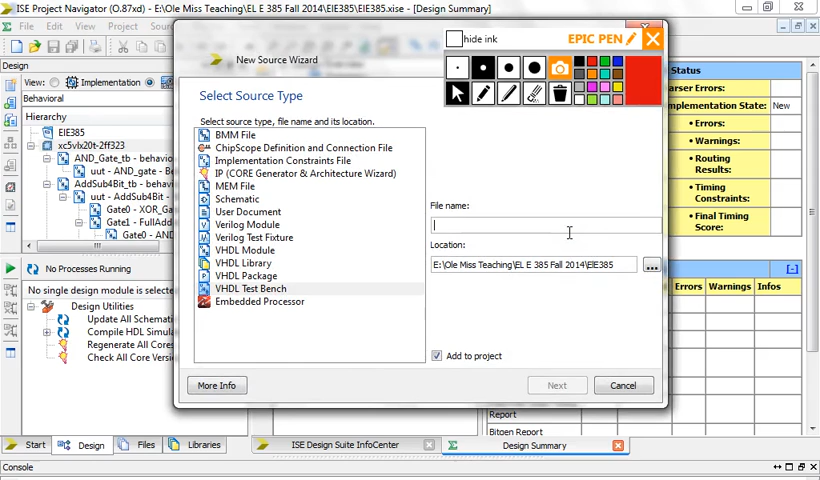 ISE Project Navigator (O.87xd) - E:\Ole Miss Teaching\EL E 385 Fall 2014\EIE385\EIE385.xise - [Design Summary]
File
Edit
hide ink
EPIC PEN
Design
View:
Implementation
Behavioral
Hierarchy
EIE385
xc5vlx20t-2ff323
AND_Gate_tb - behavio
uut - AND_Gate - beh
AddSub4Bit_tb - behav
uut - AddSub4Bit -
Gate0 - XOR_Ga
Gate1 - FullAdd
Gate0 - AND
No Processes Running
No single design module is selecte
Design Utilities
Update All Schemati
Compile HDL Simula
Regenerate All Cores
Check All Core Versio
New Source Wizard
Select Source Type
Select source type, file name and its location.
BMM File
ChipScope Definition and Connection File
Implementation Constraints File
IP (CORE Generator & Architecture Wizard)
MEM File
Schematic
User Document
Verilog Module
Verilog Test Fixture
VHDL Module
VHDL Library
VHDL Package
VHDL Test Bench
Embedded Processor
File name:
Location:
E:\Ole Miss Teaching\EL E 385 Fall 2014\EIE385
...
Add to project
More Info
Next
Cancel
Status
arser Errors:
mplementation State: New
• Errors:
• Warnings:
• Routing
Results:
• Timing
Constraints:
• Final Timing
Score:
[-]
Errors Warnings Infos
Report
Bitgen Report
Start
Design
Files
Libraries
ISE Design Suite InfoCenter
Design Summary
Console